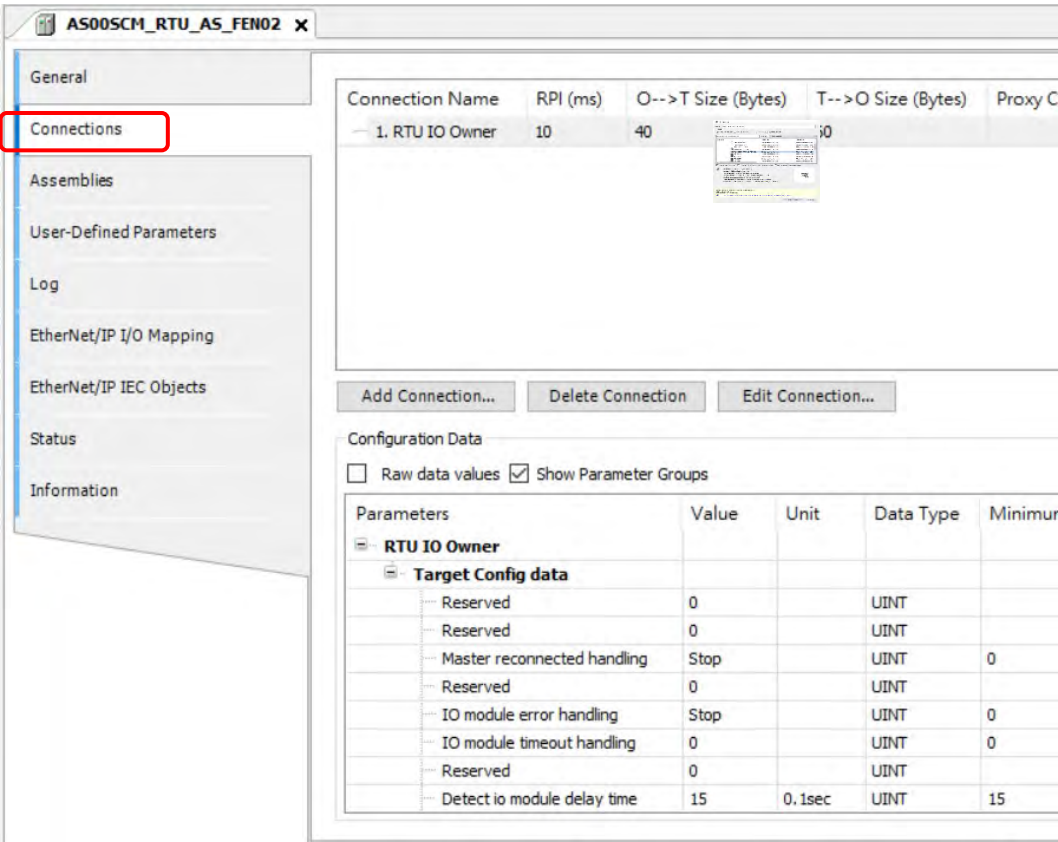 AS00SCM_RTU_AS_FEN02
General
Connections
Assemblies
User-Defined Parameters
Log
EtherNet/IP I/O Mapping
EtherNet/IP IEC Objects
Status
Information
Connection Name RPI (ms) O-->T Size (Bytes) T-->O Size (Bytes) Proxy C
1. RTU IO Owner 10 40
Add Connection... Delete Connection Edit Connection...
Configuration Data
Raw data values Show Parameter Groups
Parameters Value Unit Data Type Minimum
RTU IO Owner
Target Config data
Reserved 0 UINT
Reserved 0 UINT
Master reconnected handling Stop UINT 0
Reserved 0 UINT
IO module error handling Stop UINT 0
IO module timeout handling 0 UINT 0
Reserved 0 UINT
Detect io module delay time 15 0.1sec UINT 15